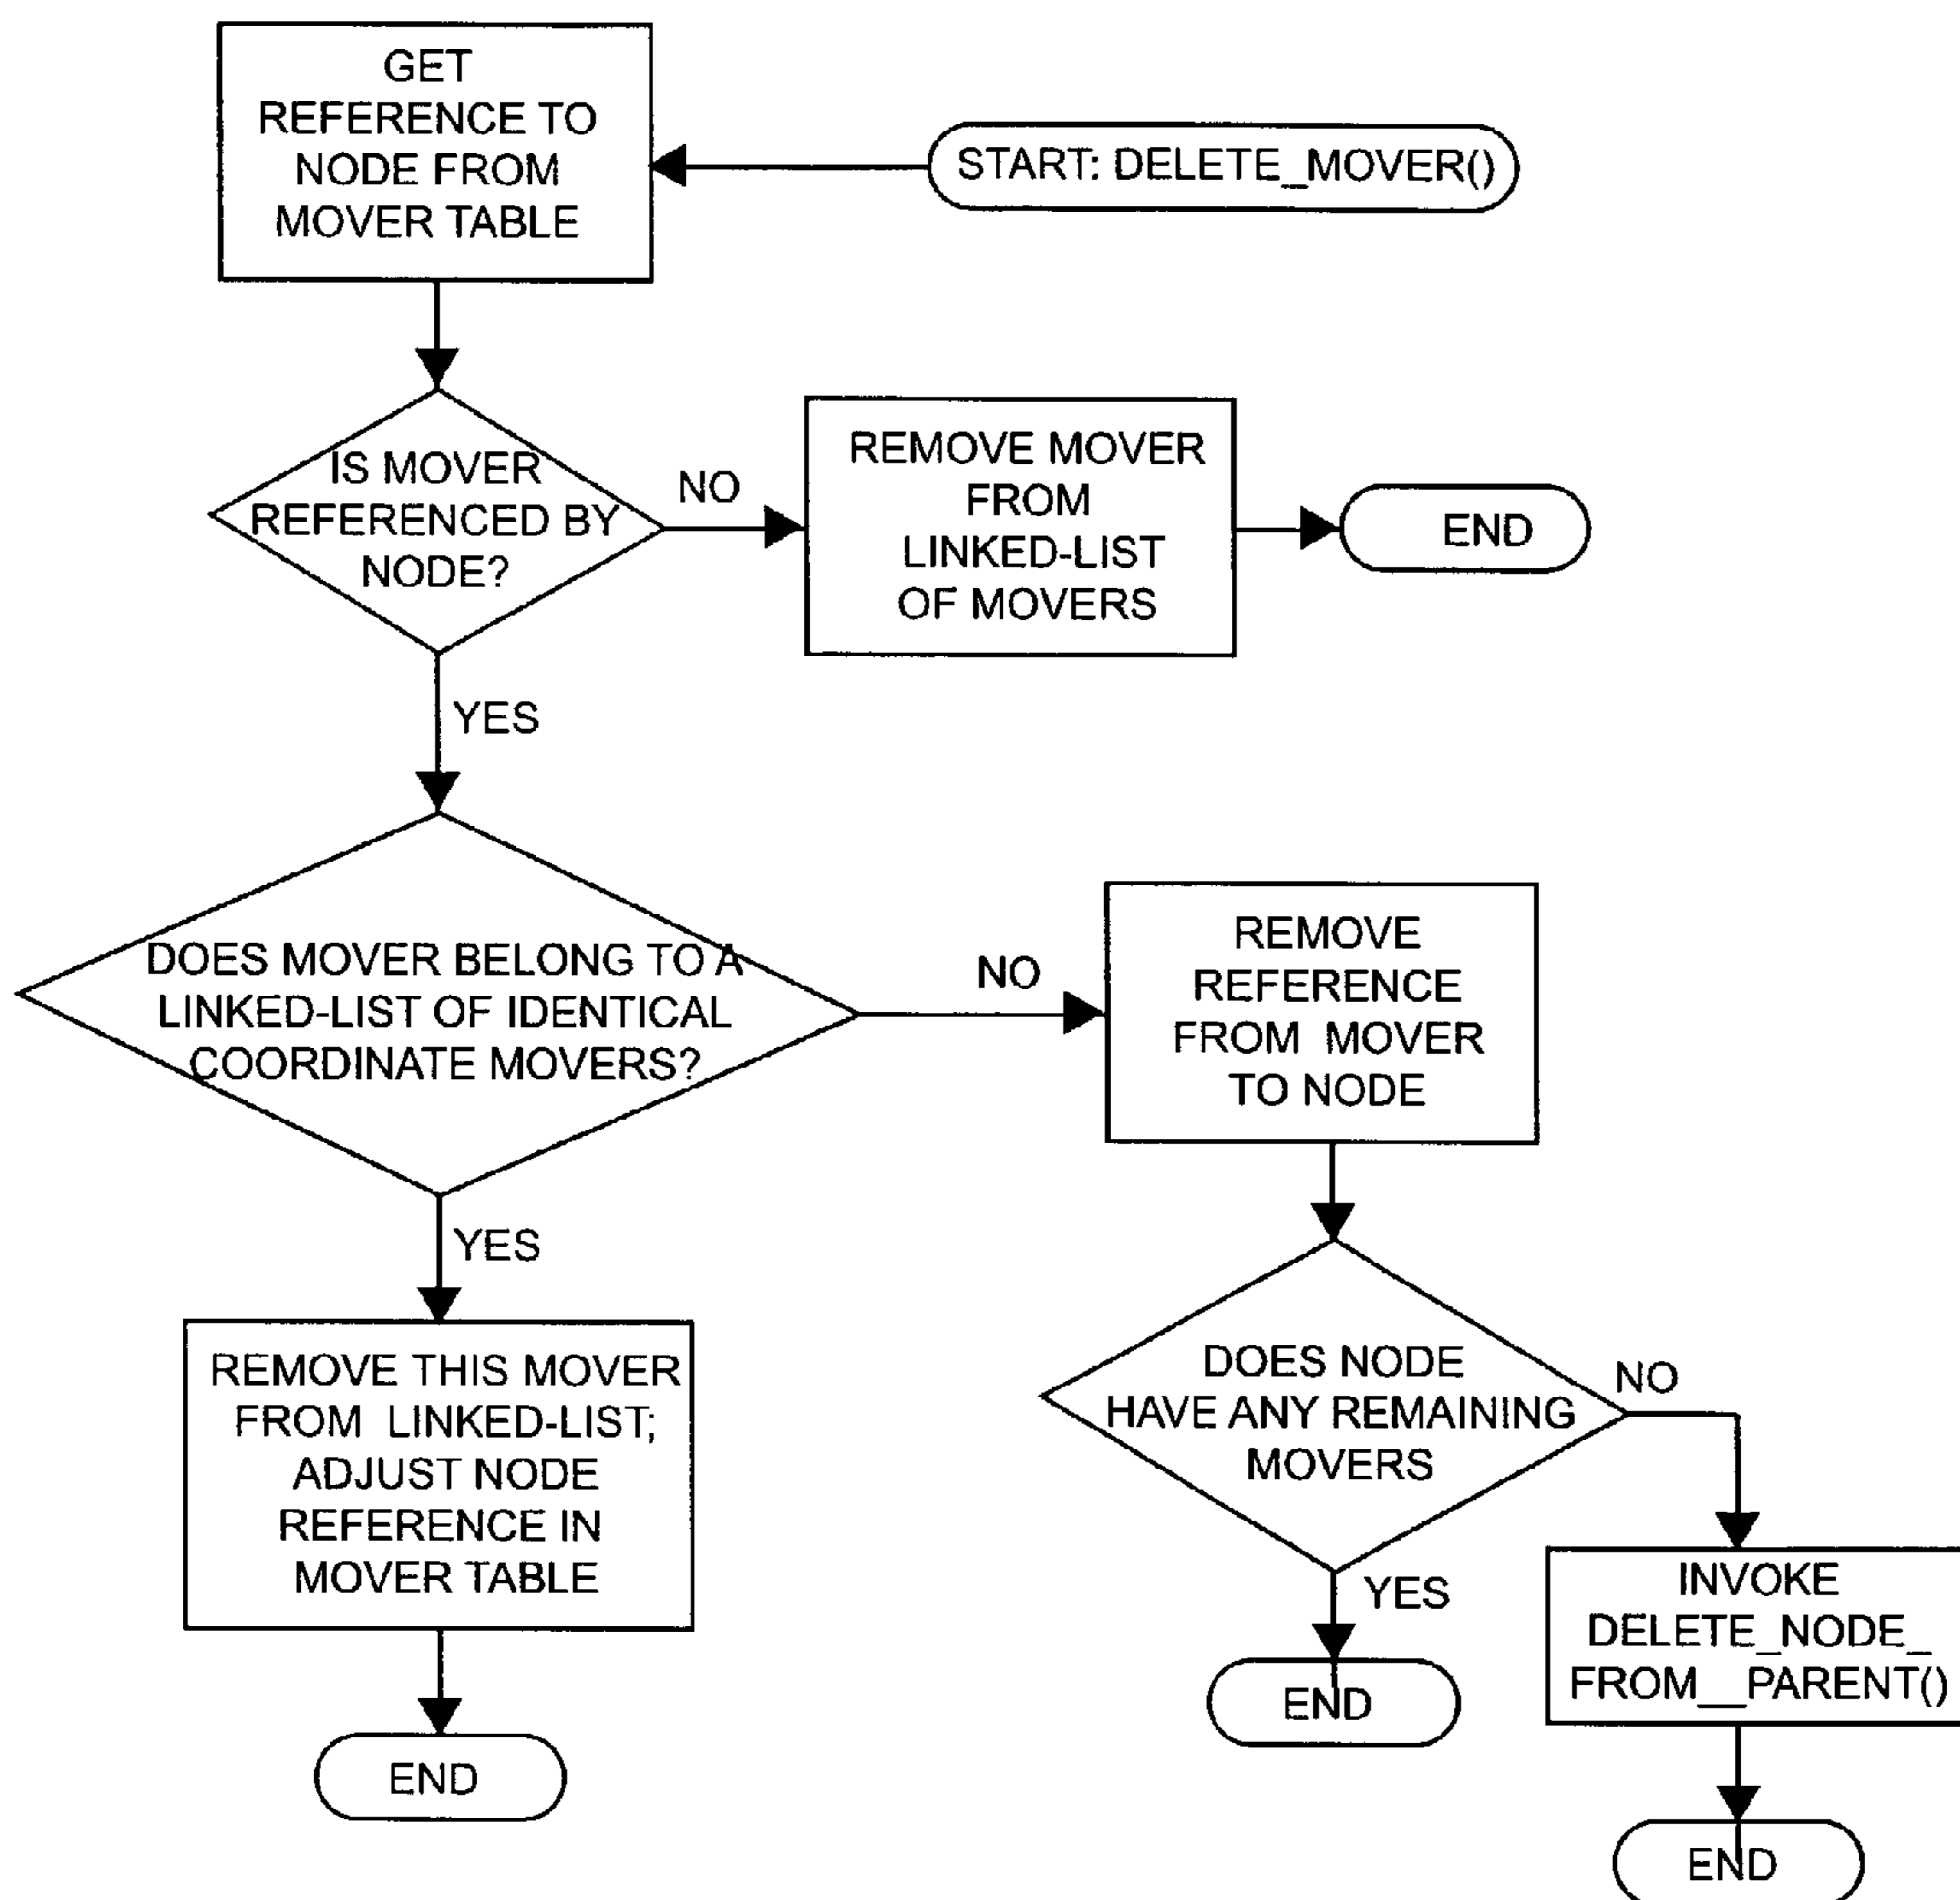 GET
REFERENCE TO
NODE FROM
MOVER TABLE
START: DELETE_MOVER()
IS MOVER
REFERENCED BY
NODE?
NO
REMOVE MOVER
FROM
LINKED-LIST
OF MOVERS
END
YES
DOES MOVER BELONG TO A
LINKED-LIST OF IDENTICAL
COORDINATE MOVERS?
NO
REMOVE
REFERENCE
FROM MOVER
TO NODE
YES
REMOVE THIS MOVER
FROM LINKED-LIST;
ADJUST NODE
REFERENCE IN
MOVER TABLE
END
DOES NODE
HAVE ANY REMAINING
MOVERS
NO
YES
END
INVOKE
DELETE_NODE_
FROM__PARENT()
END